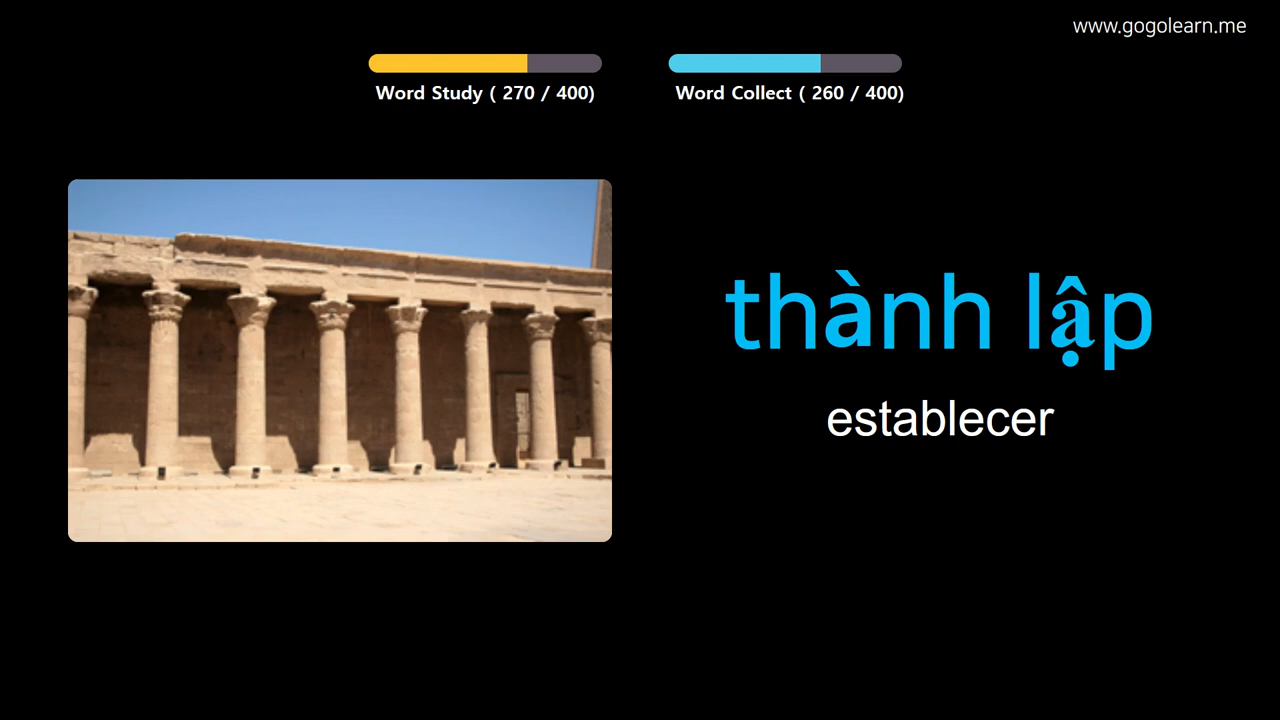 www.gogolearn.me
Word Study ( 270 / 400)
Word Collect ( 260 / 400)
thành lập
establecer